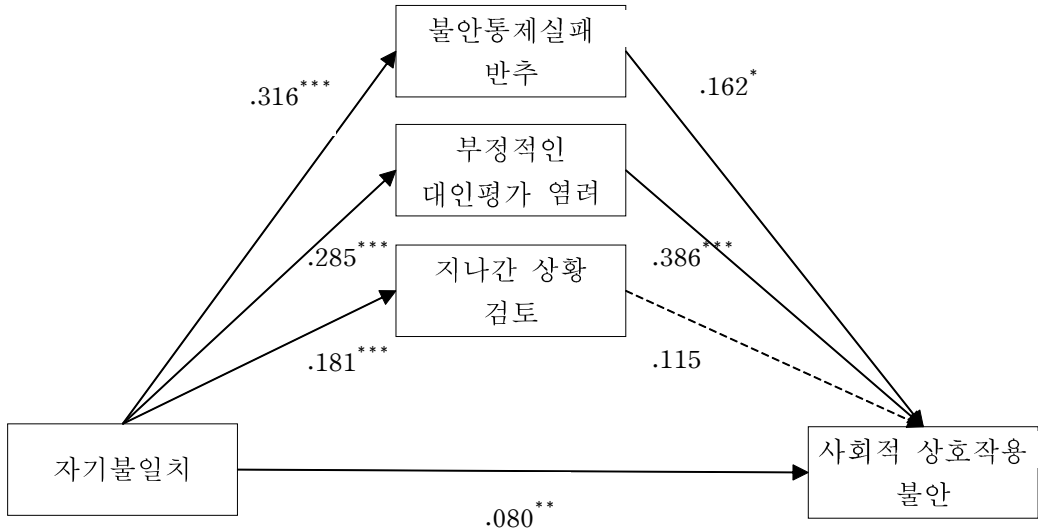 불안통제실패
반추
.316***
.162*
부정적인
대인평가 염려
.285***
.386***
지나간 상황
검토
.181***
.115
자기불일치
사회적 상호작용
불안
.080**